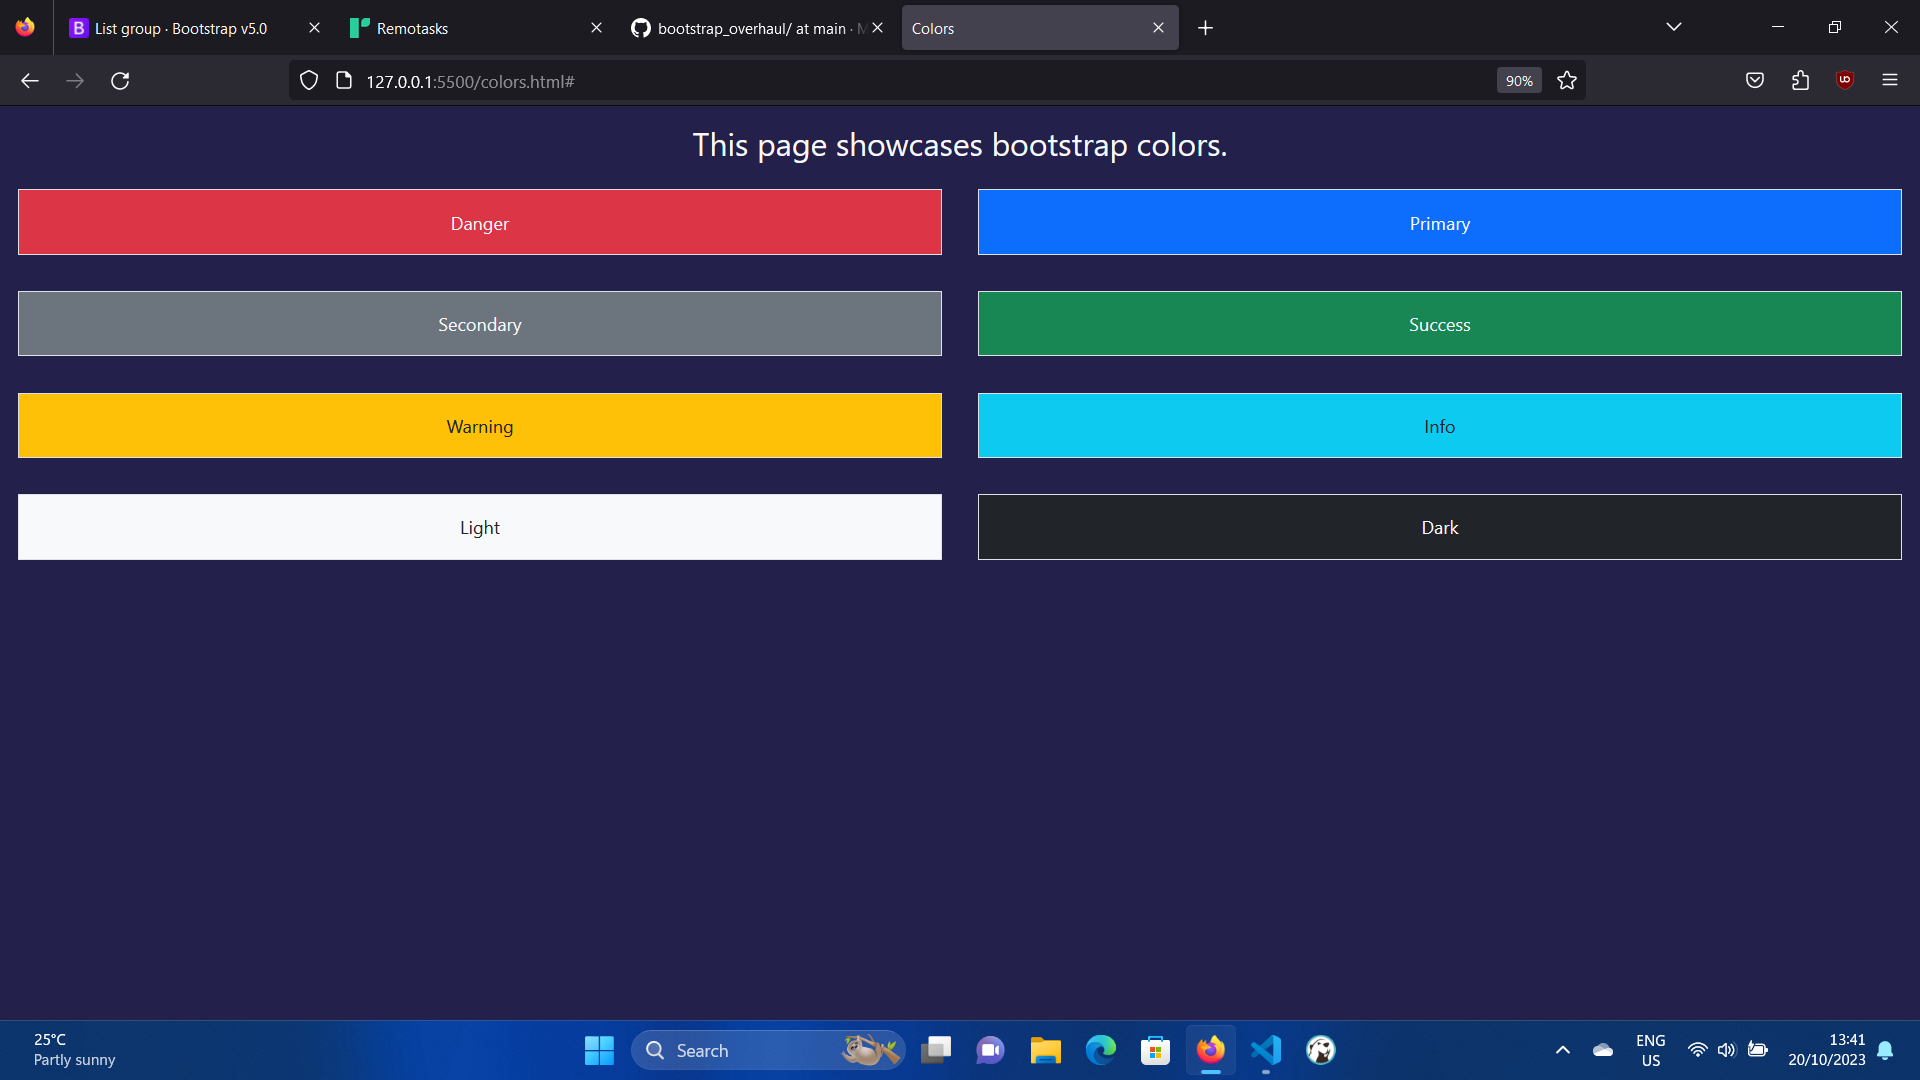 List group · Bootstrap v5.0
Remotasks
bootstrap_overhaul/ at main ·
Colors
127.0.0.1:5500/colors.html#
90%
This page showcases bootstrap colors.
Danger
Primary
Secondary
Success
Warning
Info
Light
Dark
25°C
Partly sunny
Search
ENG
US
13:41
20/10/2023